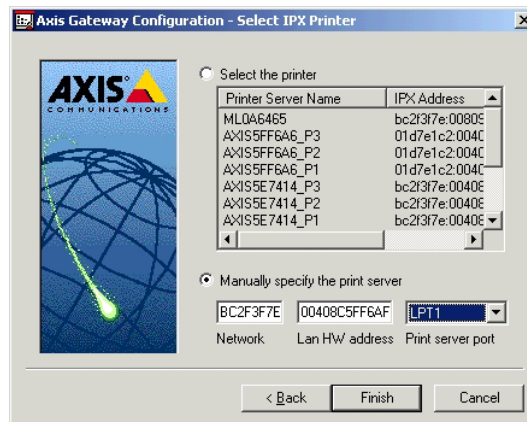 Axis Gateway Configuration - Select IPX Printer
AXIS
COMMUNICATIONS
Select the printer
Printer Server Name IPX Address
ML0A6465 bc2f3f7e:00809
AXIS5FF6A6_P3 01d7e1c2:0040
AXIS5FF6A6_P2 01d7e1c2:0040
AXIS5FF6A6_P1 01d7e1c2:0040
AXIS5E7414_P3 bc2f3f7e:00408
AXIS5E7414_P2 bc2f3f7e:00408
AXIS5E7414_P1 bc2f3f7e:00408
Manually specify the print server
BC2F3F7E 00408C5FF6AF LPT1
Network Lan HW address Print server port
< Back Finish Cancel